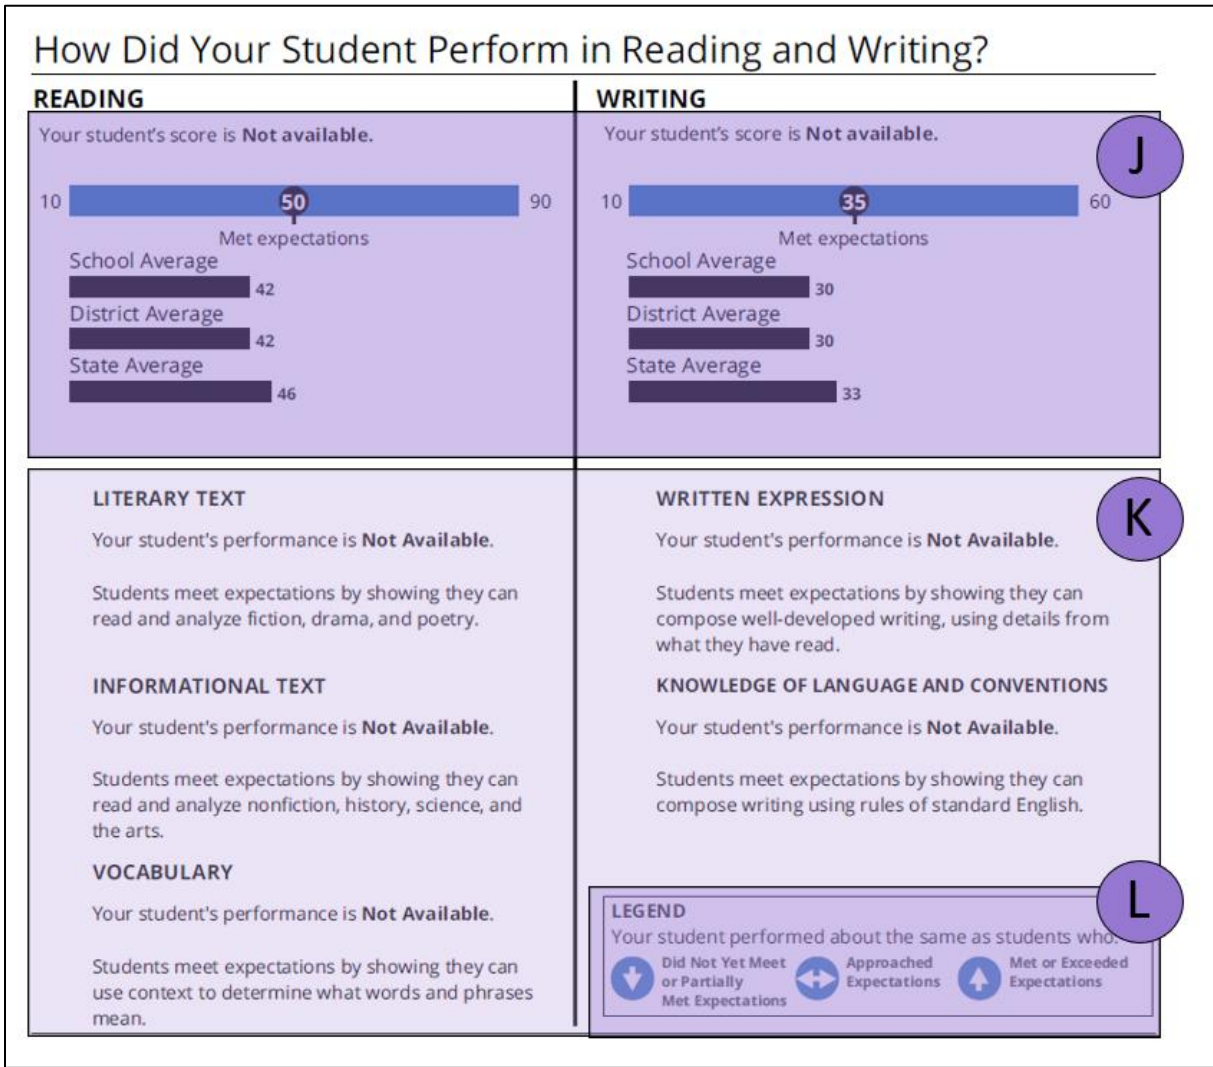 How Did Your Student Perform in Reading and Writing?
READING
Your student's score is Not available.
10
50
90
Met expectations
School Average
42
District Average
42
State Average
46
WRITING
Your student's score is Not available.
J
10
35
60
Met expectations
School Average
30
District Average
30
State Average
33
LITERARY TEXT
Your student's performance is Not Available.
Students meet expectations by showing they can
read and analyze fiction, drama, and poetry.
INFORMATIONAL TEXT
Your student's performance is Not Available.
Students meet expectations by showing they can
read and analyze nonfiction, history, science, and
the arts.
VOCABULARY
Your student's performance is Not Available.
Students meet expectations by showing they can
use context to determine what words and phrases
mean.
WRITTEN EXPRESSION
K
Your student's performance is Not Available.
Students meet expectations by showing they can
compose well-developed writing, using details from
what they have read.
KNOWLEDGE OF LANGUAGE AND CONVENTIONS
Your student's performance is Not Available.
Students meet expectations by showing they can
compose writing using rules of standard English.
L
LEGEND
Your student performed about the same as students who:
Did Not Yet Meet
or Partially
Met Expectations
Approached
Expectations
Met or Exceeded
Expectations